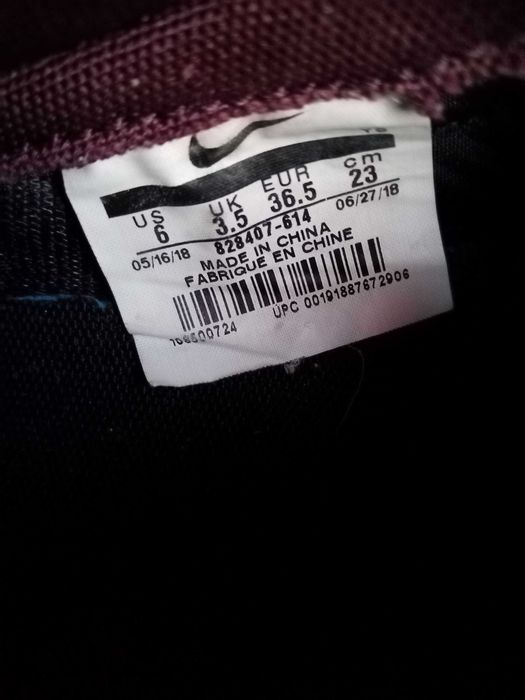 US UK EUR cm
6 3.5 36.5 23
05/16/18 828407-614 06/27/18
MADE IN CHINA
FABRIQUE EN CHINE
UPC 00191887672906